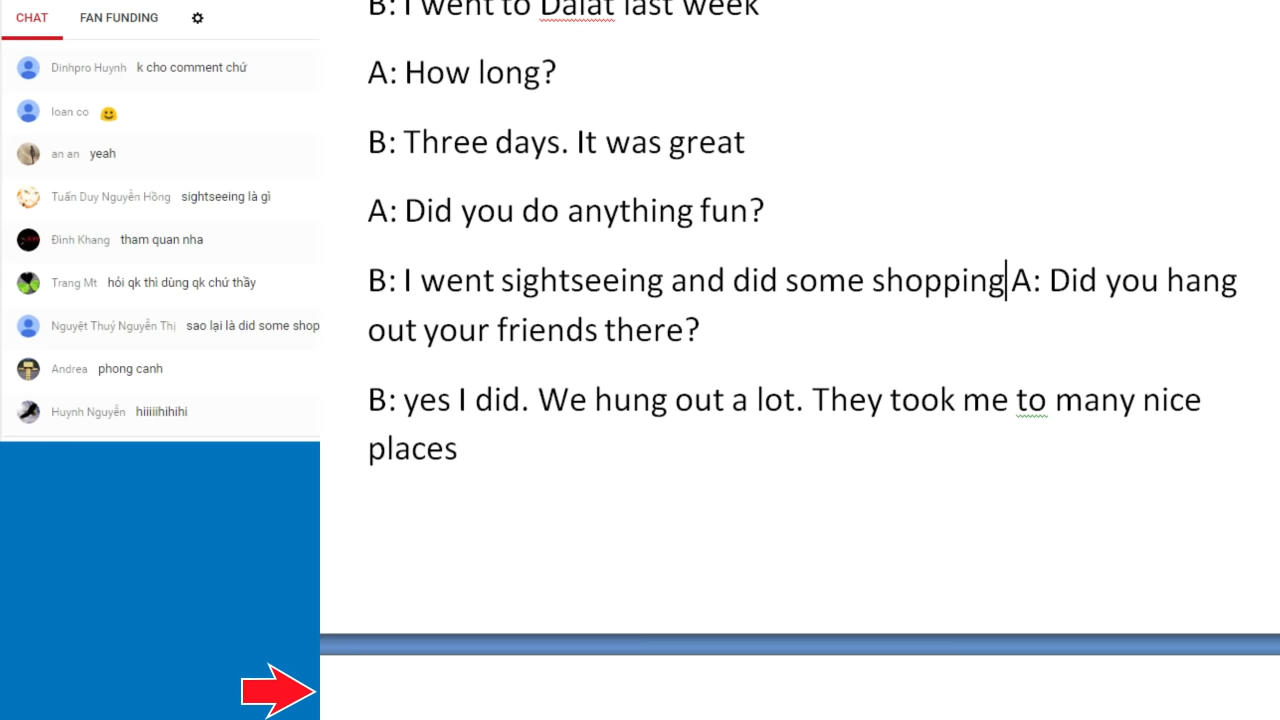 CHAT FAN FUNDING
Dinhpro Huynh k cho comment chứ
loan co
an an yeah
Tuấn Duy Nguyễn Hồng sightseeing là gì
Đình Khang tham quan nha
Trang Mt hỏi qk thì dùng qk chứ thầy
Nguyệt Thuý Nguyễn Thị sao lại là did some shop
Andrea phong canh
Huynh Nguyễn hiiiiihihihi
B: I went to Dalat last week
A: How long?
B: Three days. It was great
A: Did you do anything fun?
B: I went sightseeing and did some shopping A: Did you hang
out your friends there?
B: yes I did. We hung out a lot. They took me to many nice
places